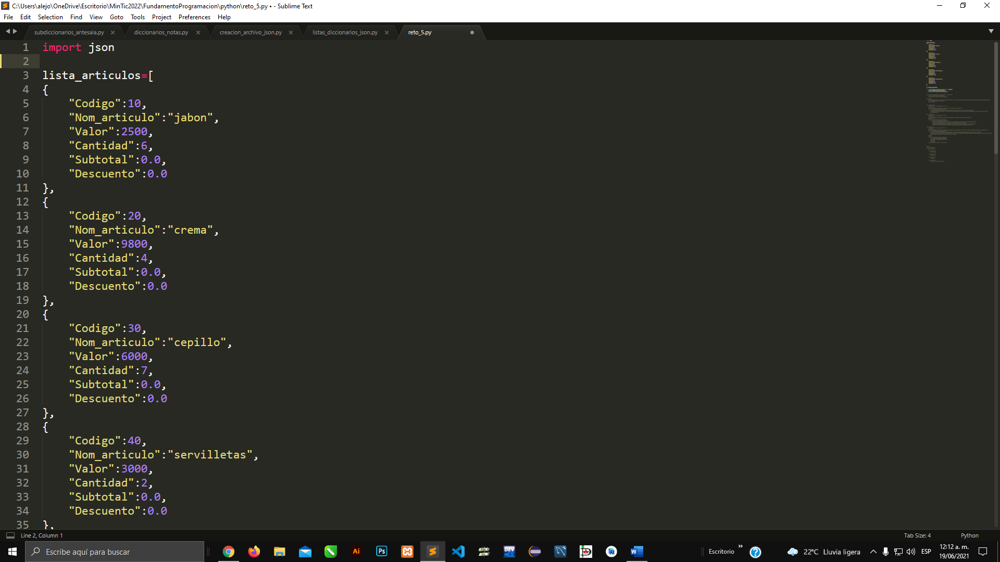 C:\Users\alejo\OneDrive\Escritorio\MinTic2022\FundamentoProgramacion\python\reto_5.py • - Sublime Text
File Edit Selection Find View Goto Tools Project Preferences Help
subdiccionarios_antesala.py × diccionarios_notas.py × creacion_archivo_json.py × listas_diccionarios_json.py × reto_5.py
1 import json
2
3 lista_articulos=[
4 {
5 "Codigo":10,
6 "Nom_articulo":"jabon",
7 "Valor":2500,
8 "Cantidad":6,
9 "Subtotal":0.0,
10 "Descuento":0.0
11 },
12 {
13 "Codigo":20,
14 "Nom_articulo":"crema",
15 "Valor":9800,
16 "Cantidad":4,
17 "Subtotal":0.0,
18 "Descuento":0.0
19 },
20 {
21 "Codigo":30,
22 "Nom_articulo":"cepillo",
23 "Valor":6000,
24 "Cantidad":7,
25 "Subtotal":0.0,
26 "Descuento":0.0
27 },
28 {
29 "Codigo":40,
30 "Nom_articulo":"servilletas",
31 "Valor":3000,
32 "Cantidad":2,
33 "Subtotal":0.0,
34 "Descuento":0.0
35 },
Line 2, Column 1 Tab Size: 4 Python
Escribe aquí para buscar Ai Ps DEV W Escritorio » 22°C Lluvia ligera ESP 12:12 a. m.
19/06/2021